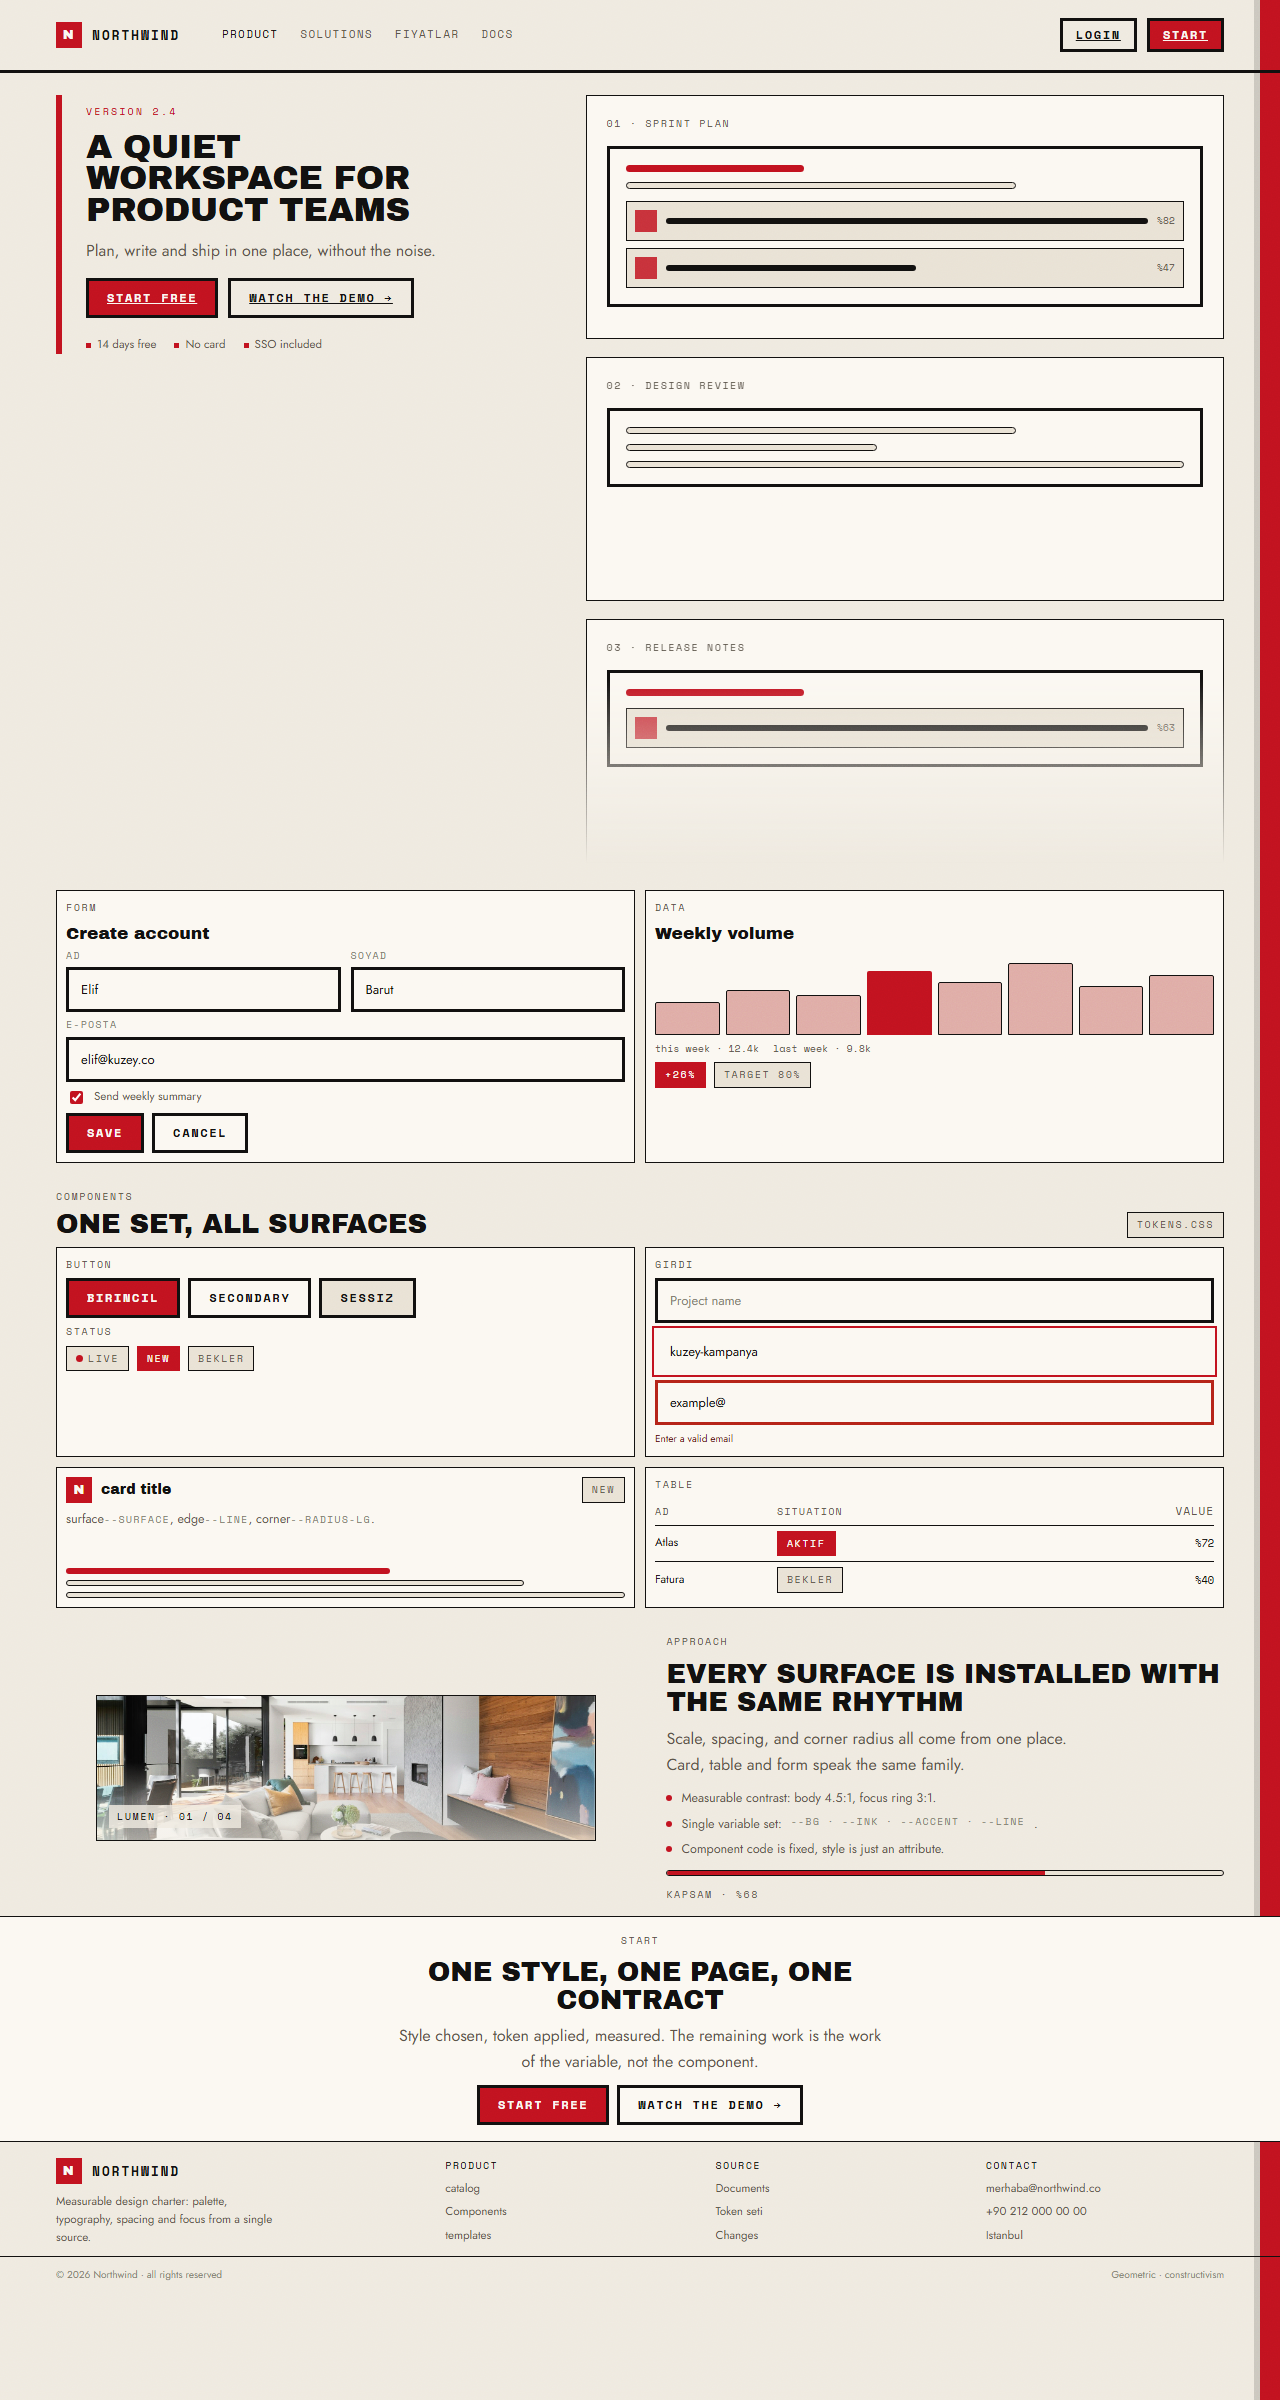 N NORTHWIND PRODUCT SOLUTIONS FIYATLAR DOCS LOGIN START
VERSION 2.4
A QUIET
WORKSPACE FOR
PRODUCT TEAMS
Plan, write and ship in one place, without the noise.
START FREE WATCH THE DEMO →
14 days free No card SSO included
01 · SPRINT PLAN
%82
%47
02 · DESIGN REVIEW
03 · RELEASE NOTES
%63
FORM
Create account
AD SOYAD
Elif Barut
E-POSTA
elif@kuzey.co
Send weekly summary
SAVE CANCEL
DATA
Weekly volume
this week · 12.4k last week · 9.8k
+26% TARGET 80%
COMPONENTS
ONE SET, ALL SURFACES
TOKENS.CSS
BUTTON
BIRINCIL SECONDARY SESSIZ
STATUS
LIVE NEW BEKLER
GIRDI
Project name
kuzey-kampanya
example@
Enter a valid email
N card title NEW
surface--SURFACE, edge--LINE, corner--RADIUS-LG.
TABLE
AD SITUATION VALUE
Atlas AKTIF %72
Fatura BEKLER %40
LUMEN · 01 / 04
APPROACH
EVERY SURFACE IS INSTALLED WITH
THE SAME RHYTHM
Scale, spacing, and corner radius all come from one place.
Card, table and form speak the same family.
Measurable contrast: body 4.5:1, focus ring 3:1.
Single variable set: --BG · --INK · --ACCENT · --LINE .
Component code is fixed, style is just an attribute.
KAPSAM · %68
START
ONE STYLE, ONE PAGE, ONE
CONTRACT
Style chosen, token applied, measured. The remaining work is the work
of the variable, not the component.
START FREE WATCH THE DEMO →
N NORTHWIND
Measurable design charter: palette,
typography, spacing and focus from a single
source.
PRODUCT
catalog
Components
templates
SOURCE
Documents
Token seti
Changes
CONTACT
merhaba@northwind.co
+90 212 000 00 00
Istanbul
© 2026 Northwind · all rights reserved
Geometric · constructivism